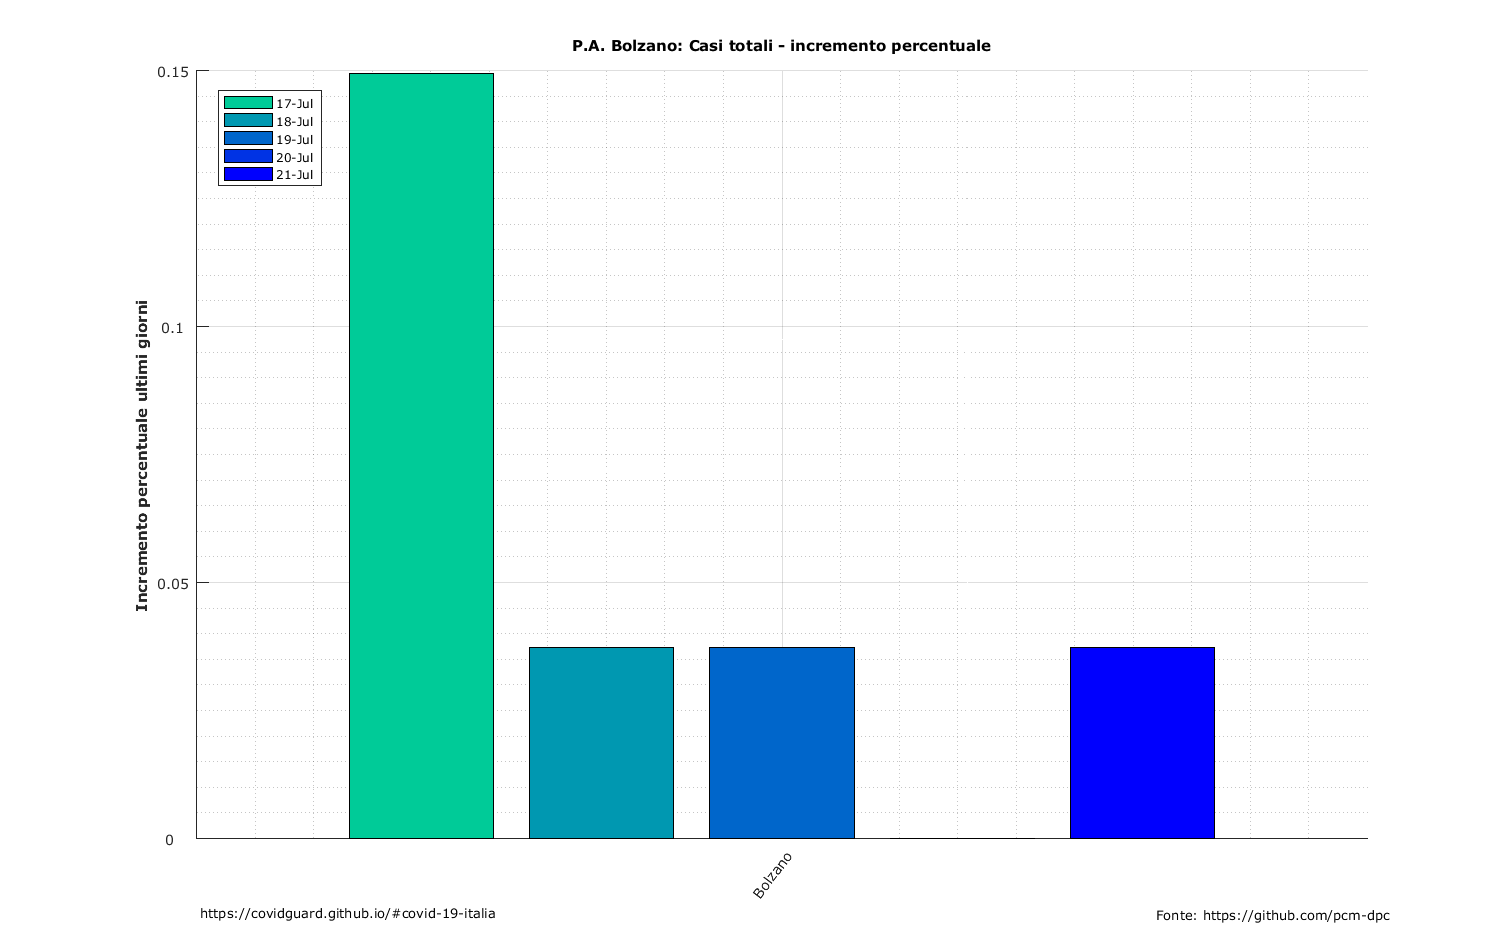 P.A. Bolzano: Casi totali - incremento percentuale
0.15
17-Jul
18-Jul
19-Jul
20-Jul
21-Jul
Incremento percentuale ultimi giorni
0.1
0.05
0
Bolzano
https://covidguard.github.io/#covid-19-italia
Fonte: https://github.com/pcm-dpc